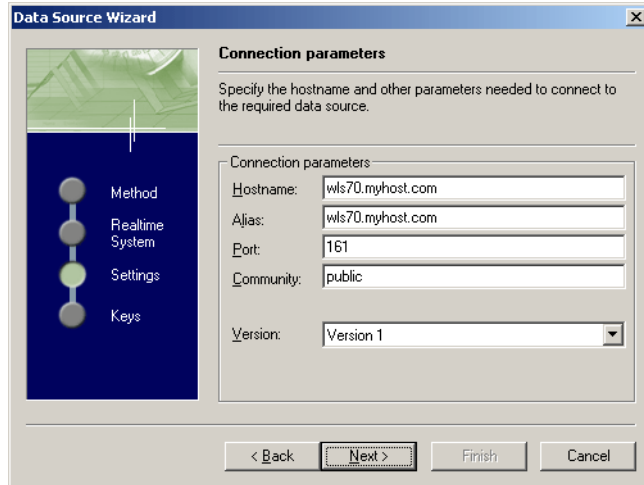 Data Source Wizard
Connection parameters
Specify the hostname and other parameters needed to connect to
the required data source.
Method
Realtime
System
Settings
Keys
Connection parameters
Hostname: wls70.myhost.com
Alias: wls70.myhost.com
Port: 161
Community: public
Version: Version 1
< Back Next > Finish Cancel